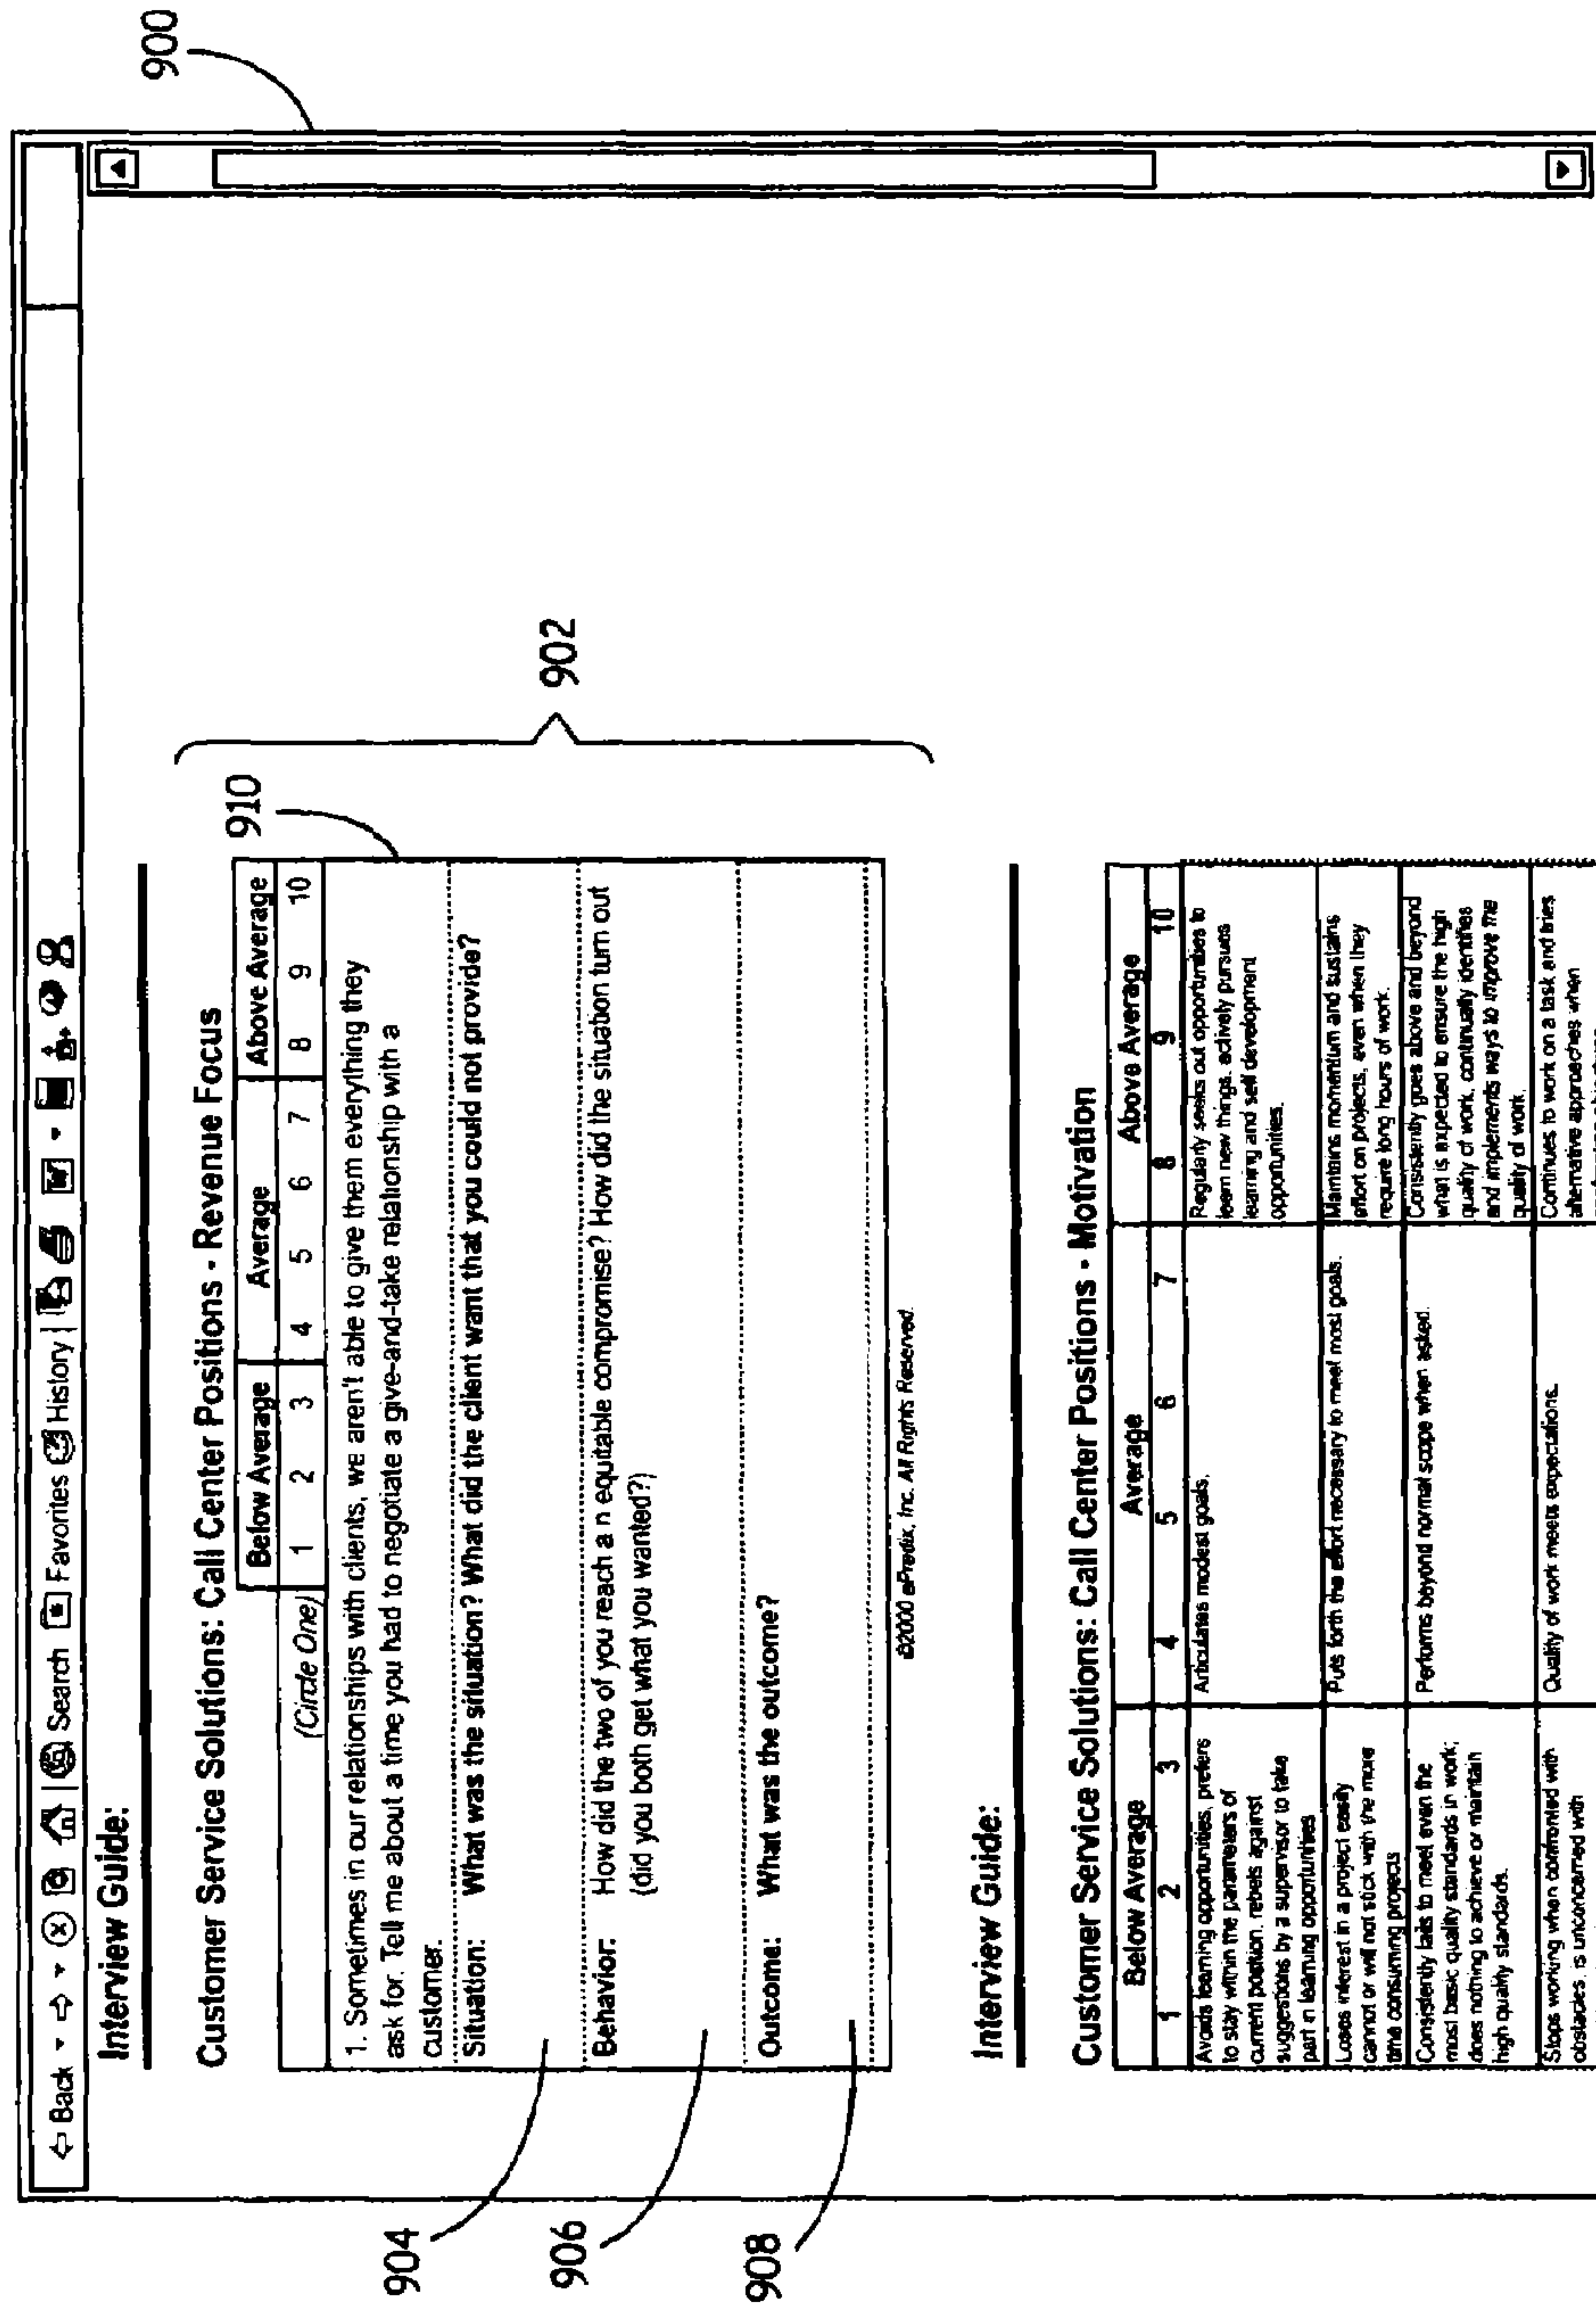 900
Back Search Favorites History
Interview Guide:
Customer Service Solutions: Call Center Positions - Revenue Focus
Below Average Average Above Average
(Circle One) 1 2 3 4 5 6 7 8 9 10
910
1. Sometimes in our relationships with clients, we aren't able to give them everything they
ask for. Tell me about a time you had to negotiate a give-and-take relationship with a
customer.
Situation: What was the situation? What did the client want that you could not provide?
904
902
Behavior: How did the two of you reach a n equitable compromise? How did the situation turn out
(did you both get what you wanted?)
906
Outcome: What was the outcome?
908
©2000 ePredix, Inc. All Rights Reserved.
Interview Guide:
Customer Service Solutions: Call Center Positions - Motivation
Below Average Average Above Average
1 2 3 4 5 6 7 8 9 10
Avoids learning opportunities, prefers
to stay within the parameters of
current position, rebels against
suggestions by a supervisor to take
part in learning opportunities
Articulates modest goals.
Regularly seeks out opportunities to
learn new things, actively pursues
learning and self development
opportunities.
Loses interest in a project easily
cannot or will not stick with the more
time consuming projects
Puts forth the effort necessary to meet most goals.
Maintains momentum and sustains
effort on projects, even when they
require long hours of work.
Consistently fails to meet even the
most basic quality standards in work;
does nothing to achieve or maintain
high quality standards.
Performs beyond normal scope when asked.
Consistently goes above and beyond
what is expected to ensure the high
quality of work, continually identifies
and implements ways to improve the
quality of work.
Stops working when confronted with
obstacles, is unconcerned with
Quality of work meets expectations.
Continues to work on a task and tries
alternative approaches when